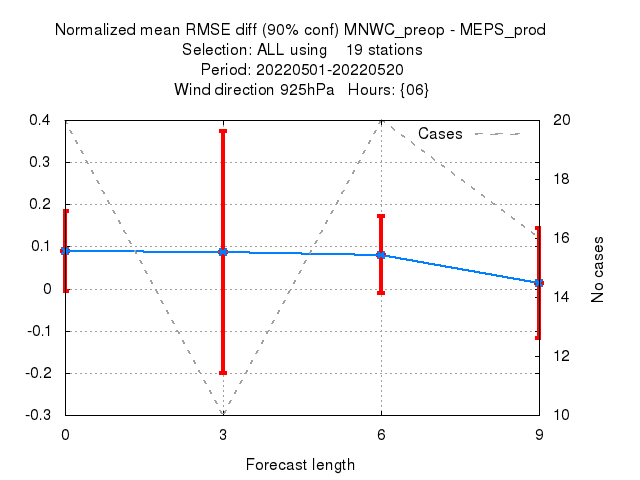 Normalized mean RMSE diff (90% conf) MNWC_preop - MEPS_prod
Selection: ALL using 19 stations
Period: 20220501-20220520
Wind direction 925hPa Hours: {06}
Cases
0.4
0.3
0.2
0.1
0
-0.1
-0.2
-0.3
20
18
16
14
12
10
No cases
0 3 6 9
Forecast length